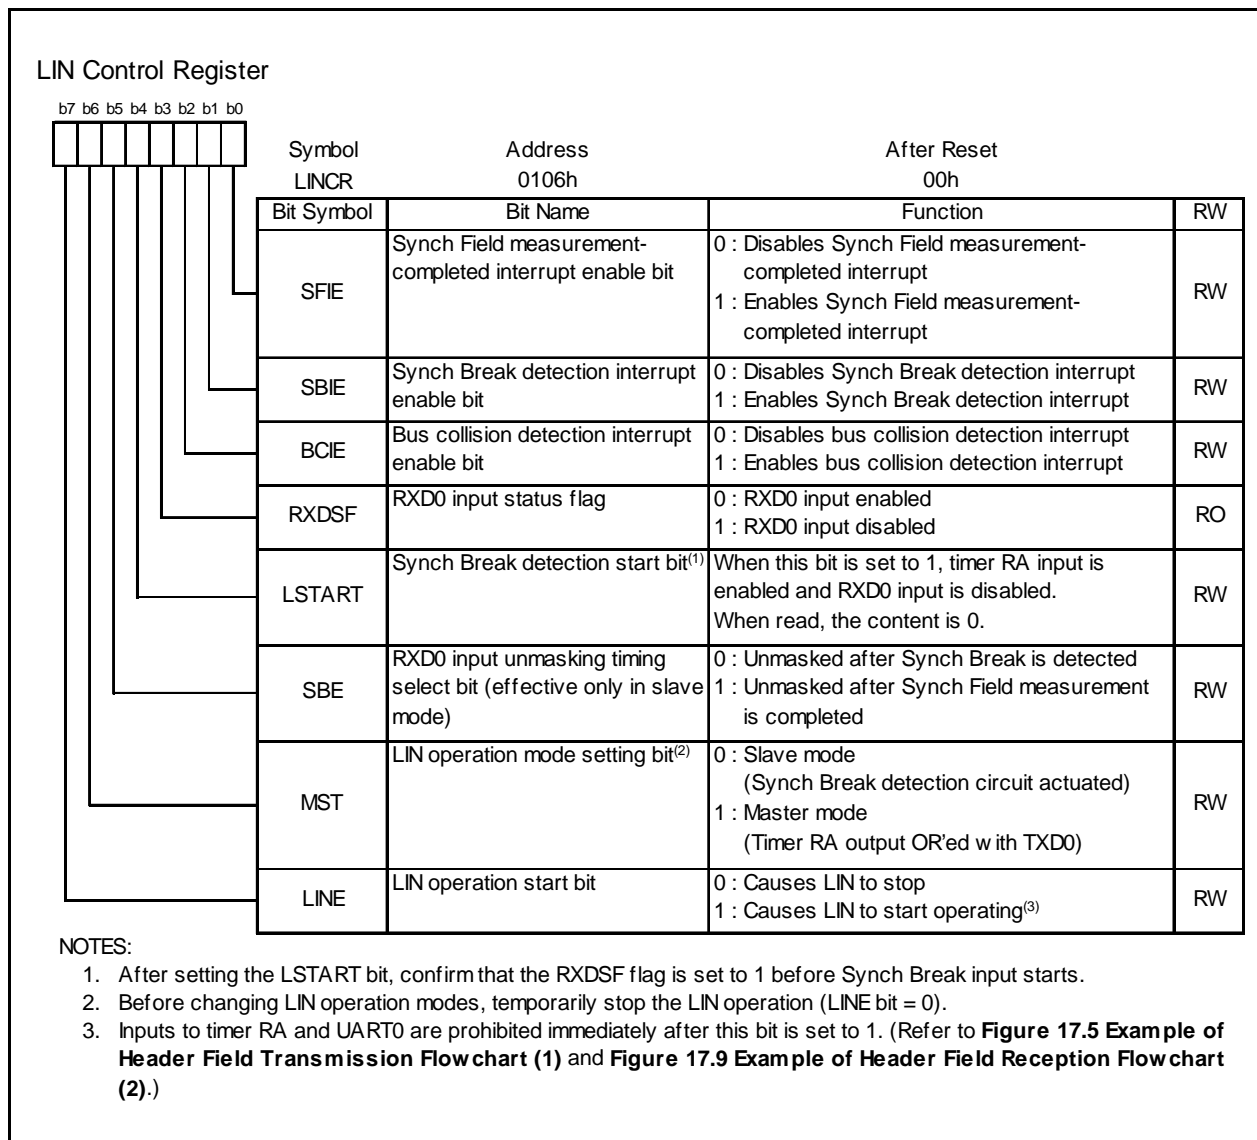 LIN Control Register
b7 b6 b5 b4 b3 b2 b1 b0
Symbol Address After Reset
LINCR 0106h 00h
Bit Symbol Bit Name Function RW
SFIE
Synch Field measurement-
completed interrupt enable bit
0 : Disables Synch Field measurement-
completed interrupt
1 : Enables Synch Field measurement-
completed interrupt
RW
SBIE
Synch Break detection interrupt
enable bit
0 : Disables Synch Break detection interrupt
1 : Enables Synch Break detection interrupt
RW
BCIE
Bus collision detection interrupt
enable bit
0 : Disables bus collision detection interrupt
1 : Enables bus collision detection interrupt
RW
RXDSF
RXD0 input status flag
0 : RXD0 input enabled
1 : RXD0 input disabled
RO
LSTART
Synch Break detection start bit(1)
When this bit is set to 1, timer RA input is
enabled and RXD0 input is disabled.
When read, the content is 0.
RW
SBE
RXD0 input unmasking timing
select bit (effective only in slave
mode)
0 : Unmasked after Synch Break is detected
1 : Unmasked after Synch Field measurement
is completed
RW
MST
LIN operation mode setting bit(2)
0 : Slave mode
(Synch Break detection circuit actuated)
1 : Master mode
(Timer RA output OR'ed with TXD0)
RW
LINE
LIN operation start bit
0 : Causes LIN to stop
1 : Causes LIN to start operating(3)
RW
NOTES:
1. After setting the LSTART bit, confirm that the RXDSF flag is set to 1 before Synch Break input starts.
2. Before changing LIN operation modes, temporarily stop the LIN operation (LINE bit = 0).
3. Inputs to timer RA and UART0 are prohibited immediately after this bit is set to 1. (Refer to Figure 17.5 Example of
Header Field Transmission Flowchart (1) and Figure 17.9 Example of Header Field Reception Flowchart
(2).)